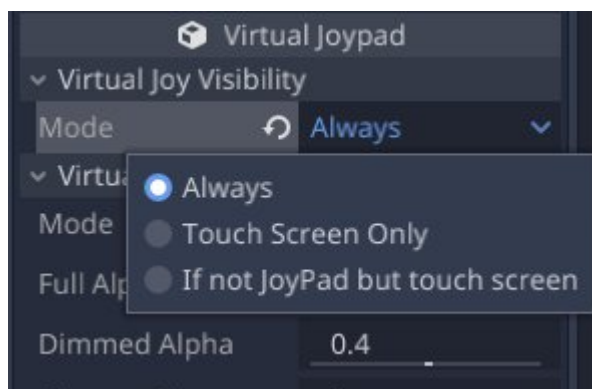 Virtual Joypad
Virtual Joy Visibility
Mode Always
Always
Mode
Touch Screen Only
If not JoyPad but touch screen
Dimmed Alpha 0.4